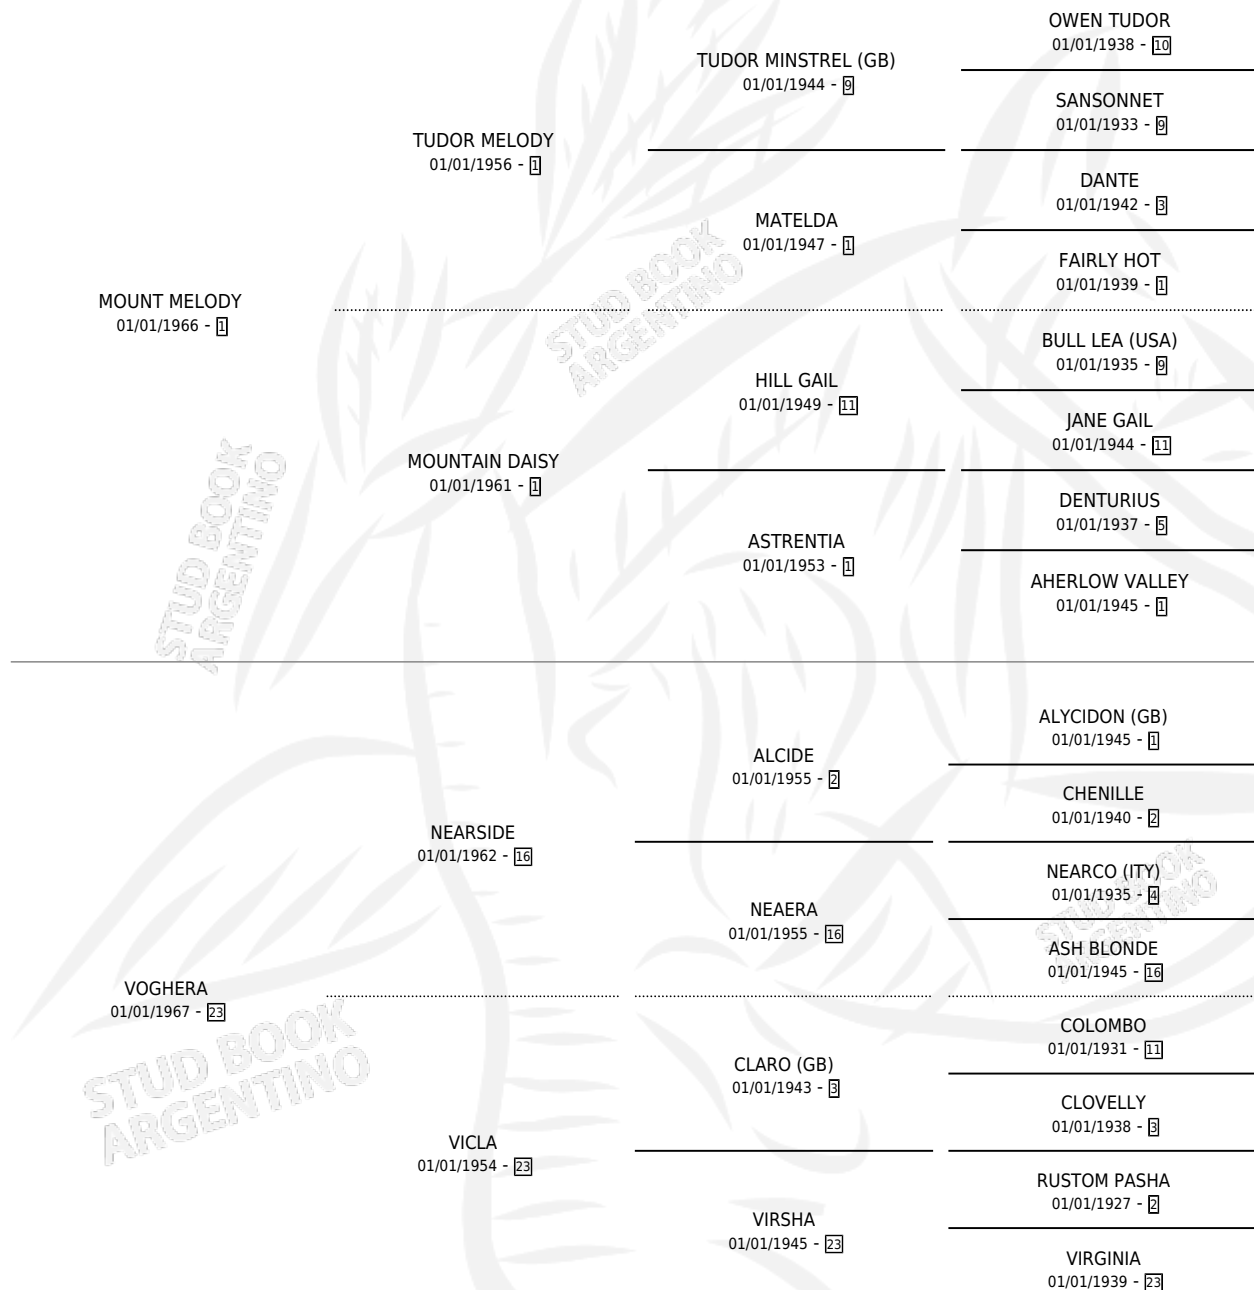 OWEN TUDOR
01/01/1938 - 10
TUDOR MINSTREL (GB)
01/01/1944 - 9
SANSONNET
01/01/1933 - 9
TUDOR MELODY
01/01/1956 - 1
DANTE
01/01/1942 - 3
MATELDA
01/01/1947 - 1
FAIRLY HOT
01/01/1939 - 1
MOUNT MELODY
01/01/1966 - 1
BULL LEA (USA)
01/01/1935 - 9
HILL GAIL
01/01/1949 - 11
JANE GAIL
01/01/1944 - 11
MOUNTAIN DAISY
01/01/1961 - 1
DENTURIUS
01/01/1937 - 5
ASTRENTIA
01/01/1953 - 1
AHERLOW VALLEY
01/01/1945 - 1
ALYCIDON (GB)
01/01/1945 - 1
ALCIDE
01/01/1955 - 2
CHENILLE
01/01/1940 - 2
NEARSIDE
01/01/1962 - 16
NEARCO (ITY)
01/01/1935 - 4
NEAERA
01/01/1955 - 16
ASH BLONDE
01/01/1945 - 16
VOGHERA
01/01/1967 - 23
COLOMBO
01/01/1931 - 11
CLARO (GB)
01/01/1943 - 3
CLOVELLY
01/01/1938 - 3
VICLA
01/01/1954 - 23
RUSTOM PASHA
01/01/1927 - 2
VIRSHA
01/01/1945 - 23
VIRGINIA
01/01/1939 - 23
STUD BOOK
ARGENTINO
STUD BOOK
ARGENTINO
STUD BOOK
ARGENTINO
STUD BOOK
ARGENTINO